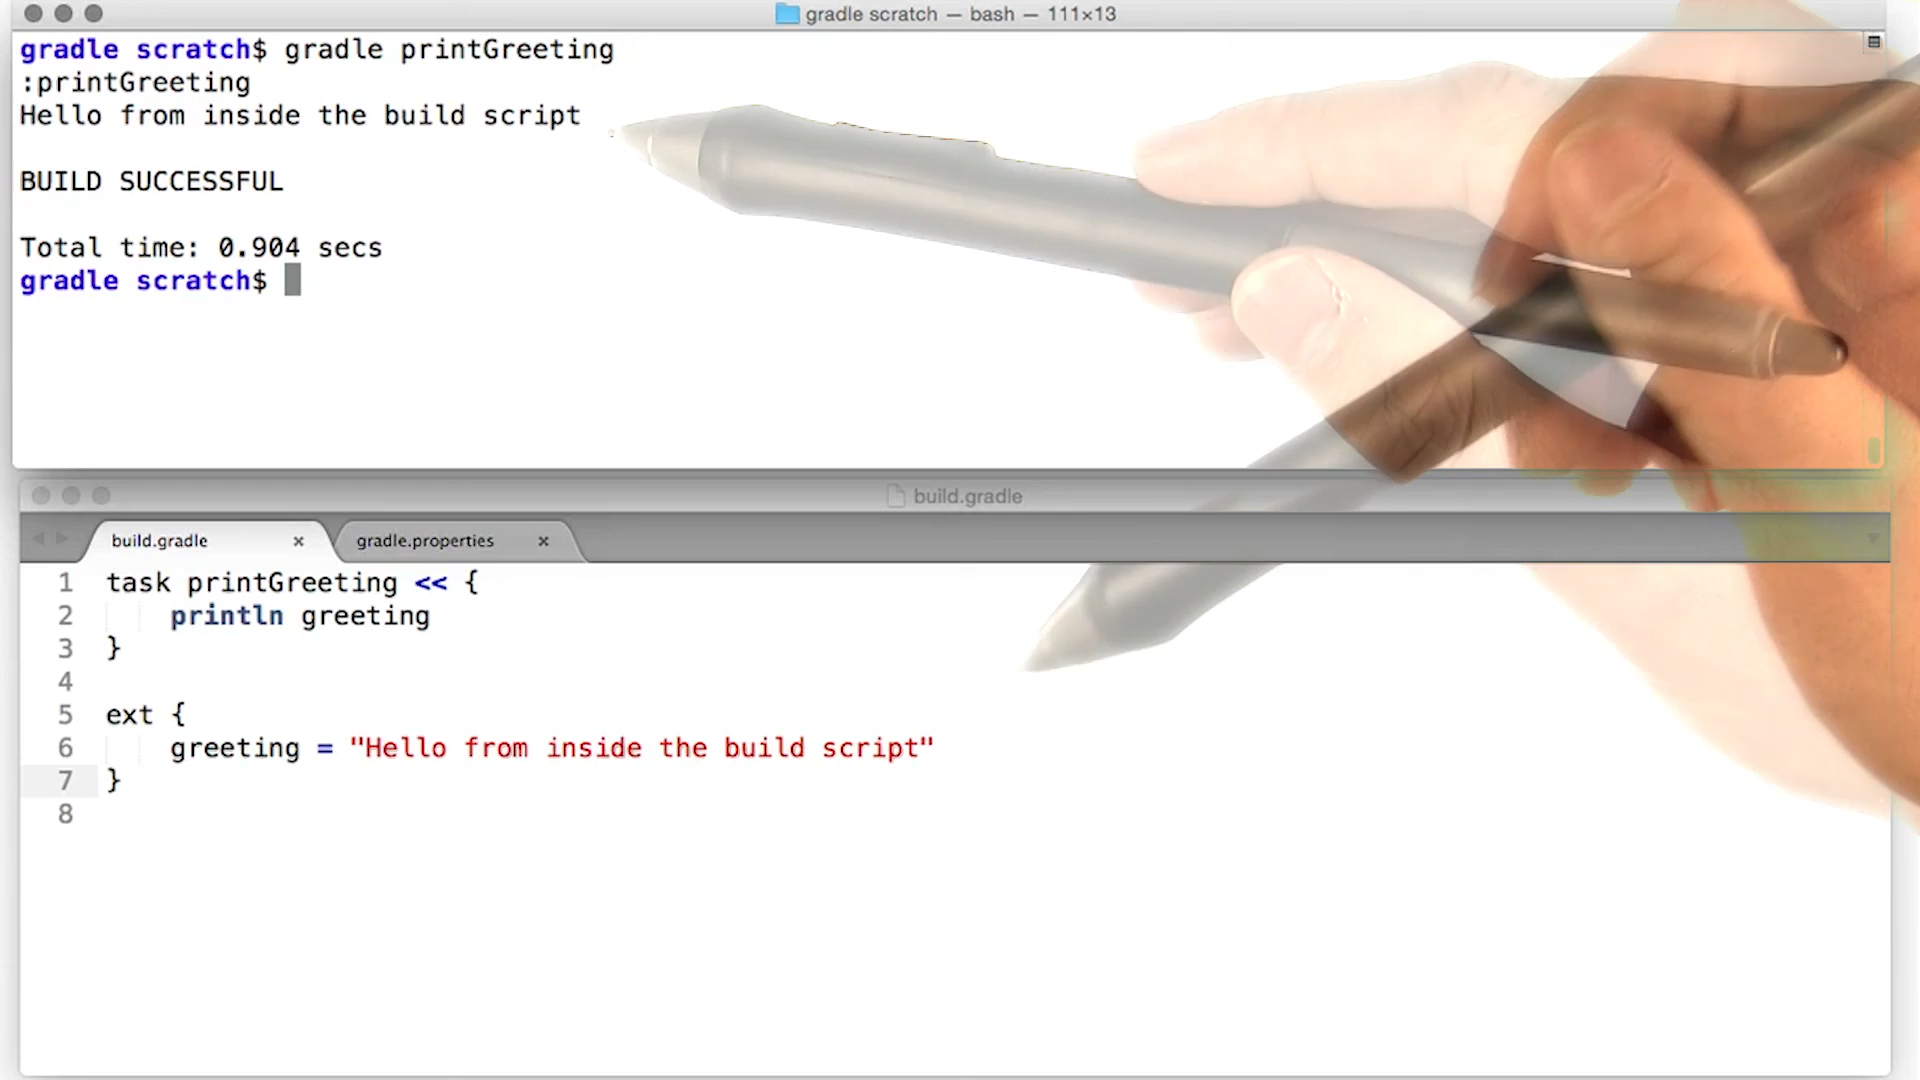 gradle scratch — bash — 111×13
gradle scratch$ gradle printGreeting
:printGreeting
Hello from inside the build script
BUILD SUCCESSFUL
Total time: 0.904 secs
gradle scratch$
build.gradle
build.gradle × gradle.properties ×
1 task printGreeting << {
2 println greeting
3 }
4
5 ext {
6 greeting = "Hello from inside the build script"
7 }
8